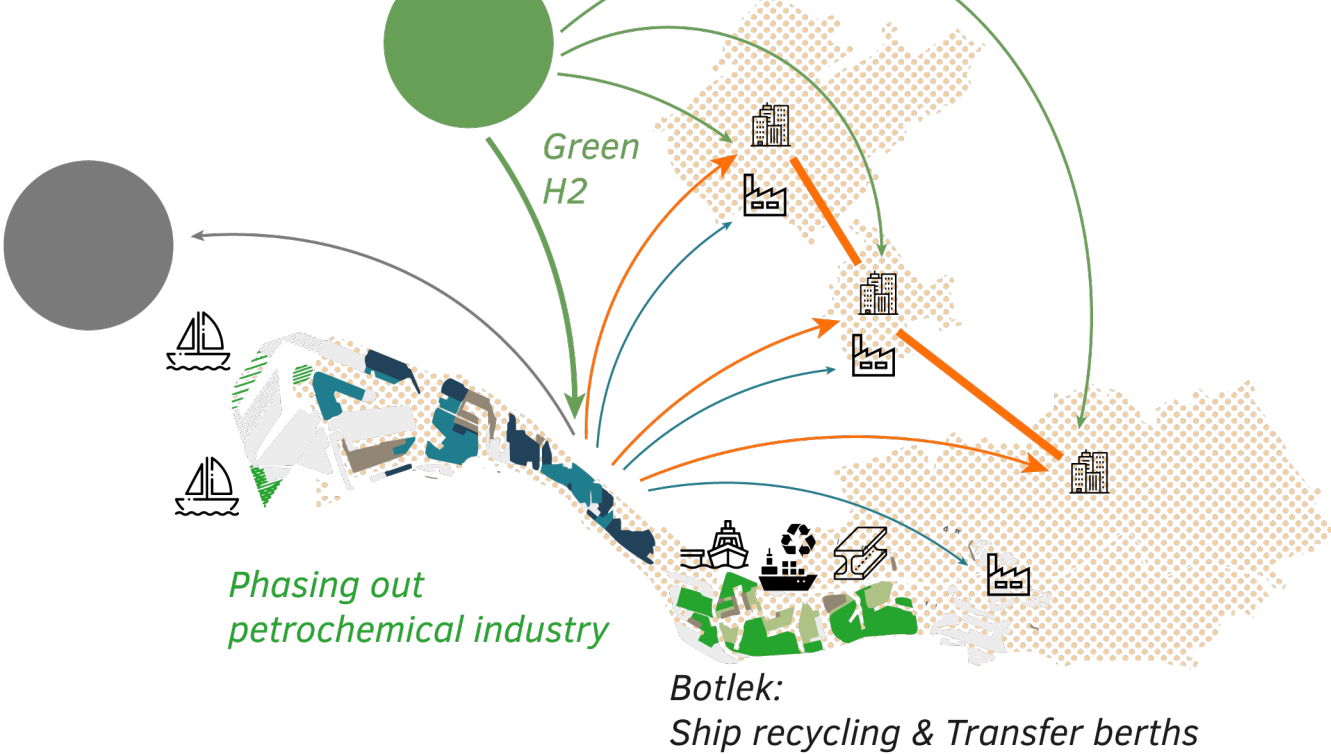 Green
H2
Phasing out
petrochemical industry
Botlek:
Ship recycling & Transfer berths